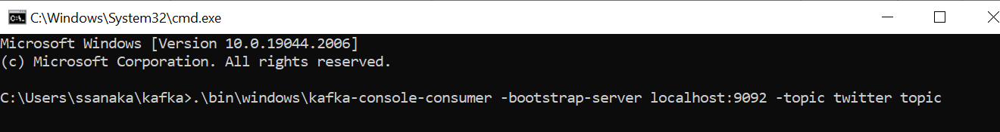 C:\Windows\System32\cmd.exe
Microsoft Windows [Version 10.0.19044.2006]
(c) Microsoft Corporation. All rights reserved.
C:\Users\ssanaka\kafka>.\bin\windows\kafka-console-consumer -bootstrap-server localhost:9092 -topic twitter topic